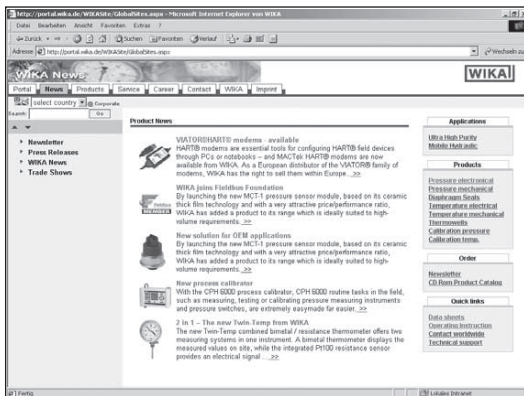 http://portal.wika.de/WIKASite/GlobalSites.aspx - Microsoft Internet Explorer von WIKA
Datei Bearbeiten Ansicht Favoriten Extras ?
Zurück Suchen Favoriten Verlauf
Adresse http://portal.wika.de/WIKASite/GlobalSites.aspx Wechseln zu
WIKA News
WIKA
Portal News Products Service Career Contact WIKA Imprint
select country @ Corporate
Search: Go
Newsletter
Press Releases
WIKA News
Trade Shows
Product News
VIATOR®HART® modems - available
HART® modems are essential tools for configuring HART® field devices
through PCs or notebooks – and MACTek HART® modems are now
available from WIKA. As a European distributor of the VIATOR® family of
modems, WIKA has the right to sell them within Europe...>>
WIKA joins Fieldbus Foundation
By launching the new MCT-1 pressure sensor module, based on its ceramic
thick film technology and with a very attractive price/performance ratio,
WIKA has added a product to its range which is ideally suited to high-
volume requirements. >>
New solution for OEM applications
By launching the new MCT-1 pressure sensor module, based on its ceramic
thick film technology and with a very attractive price/performance ratio,
WIKA has added a product to its range which is ideally suited to high-
volume requirements. >>
New process calibrator
With the CPH 6000 process calibrator, CPH 6000 routine tasks in the field,
such as measuring, testing or calibrating pressure measuring instruments
and pressure switches, are extremely made far easier. >>
2 in 1 – The new Twin-Temp from WIKA
The new Twin-Temp combined bimetal / resistance thermometer offers two
measuring systems in one instrument. A bimetal thermometer displays the
measured values on site, while the integrated Pt100 resistance sensor
provides an electrical signal ...>>
Applications
Ultra High Purity
Mobile Hydraulic
Products
Pressure electronical
Pressure mechanical
Diaphragm Seals
Temperature electrical
Temperature mechanical
Thermowells
Calibration pressure
Calibration temp.
Order
Newsletter
CD Rom Product Catalog
Quick links
Data sheets
Operating instruction
Contact worldwide
Technical support
Fertig Lokales Intranet